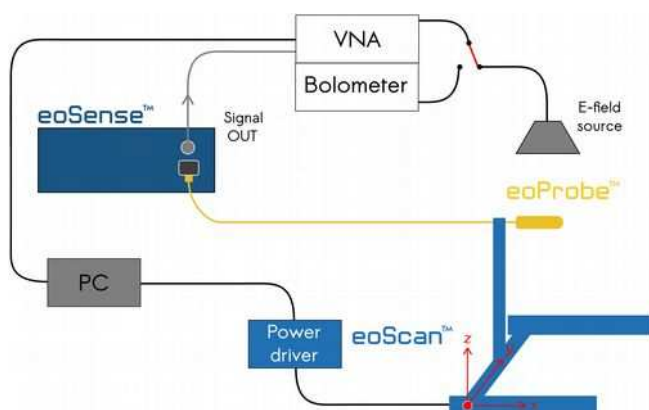 VNA
Bolometer
eoSense™
Signal
OUT
E-field
source
eoProbe™
PC
Power
driver
eoScan™
z
y
x